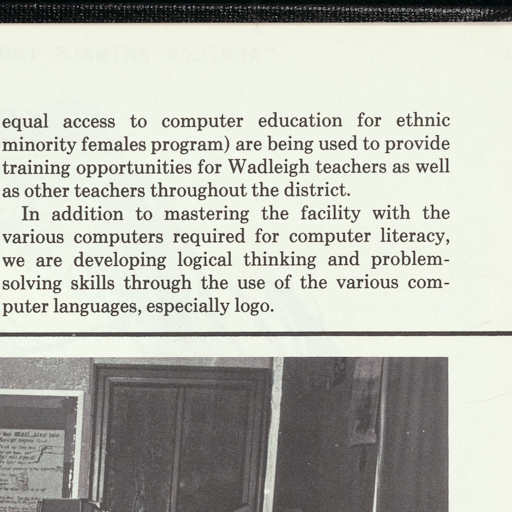 equal access to computer education for ethnic
minority females program) are being used to provide
training opportunities for Wadleigh teachers as well
as other teachers throughout the district.
In addition to mastering the facility with the
various computers required for computer literacy,
we are developing logical thinking and problem-
solving skills through the use of the various com-
puter languages, especially logo.